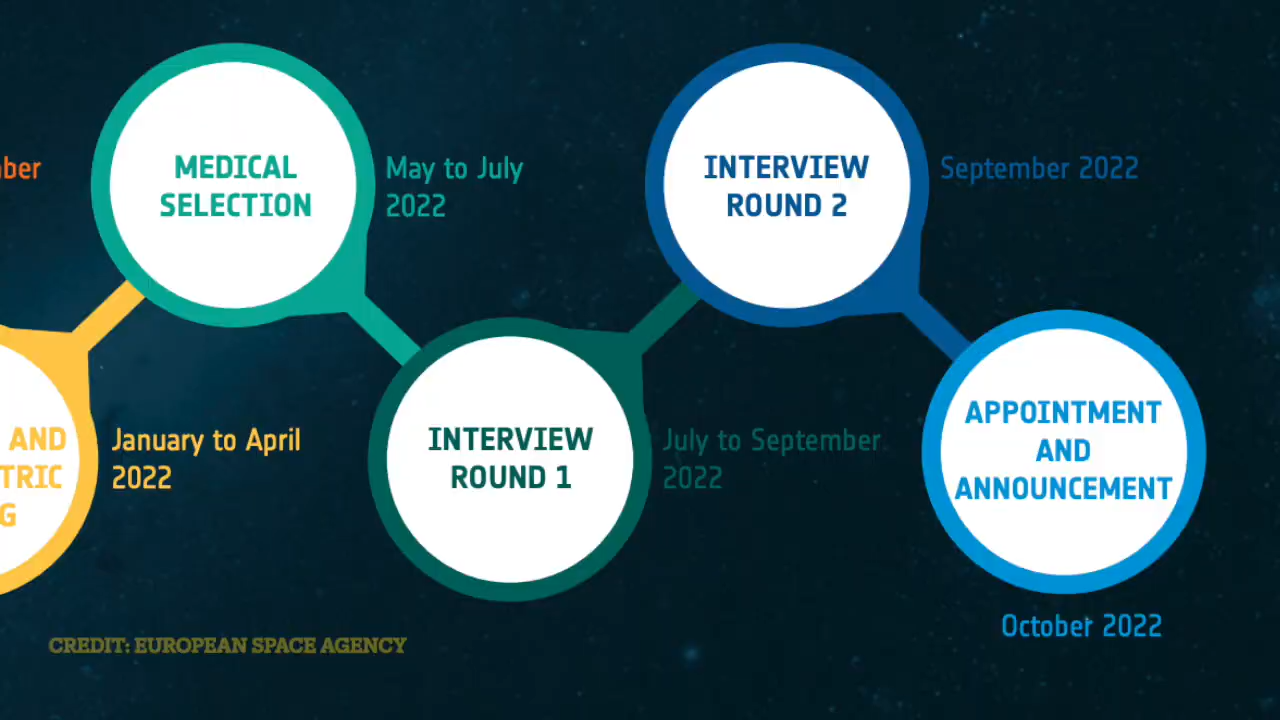 MEDICAL
SELECTION
May to July
2022
INTERVIEW
ROUND 2
September 2022
AND
January to April
2022
INTERVIEW
ROUND 1
July to September
2022
APPOINTMENT
AND
ANNOUNCEMENT
October 2022
CREDIT: EUROPEAN SPACE AGENCY